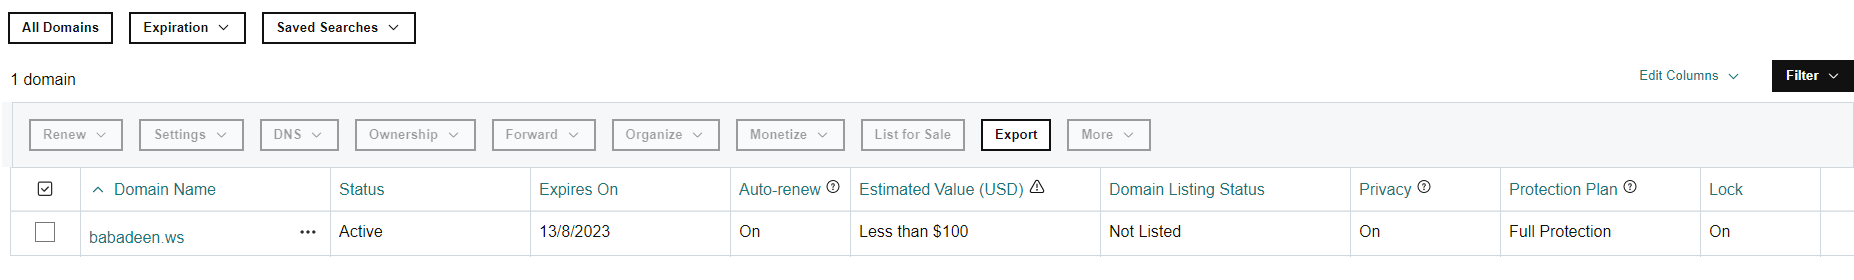 All Domains Expiration Saved Searches
1 domain Edit Columns Filter
Renew Settings DNS Ownership Forward Organize Monetize List for Sale Export More
Domain Name Status Expires On Auto-renew Estimated Value (USD) Domain Listing Status Privacy Protection Plan Lock
babadeen.ws ••• Active 13/8/2023 On Less than $100 Not Listed On Full Protection On